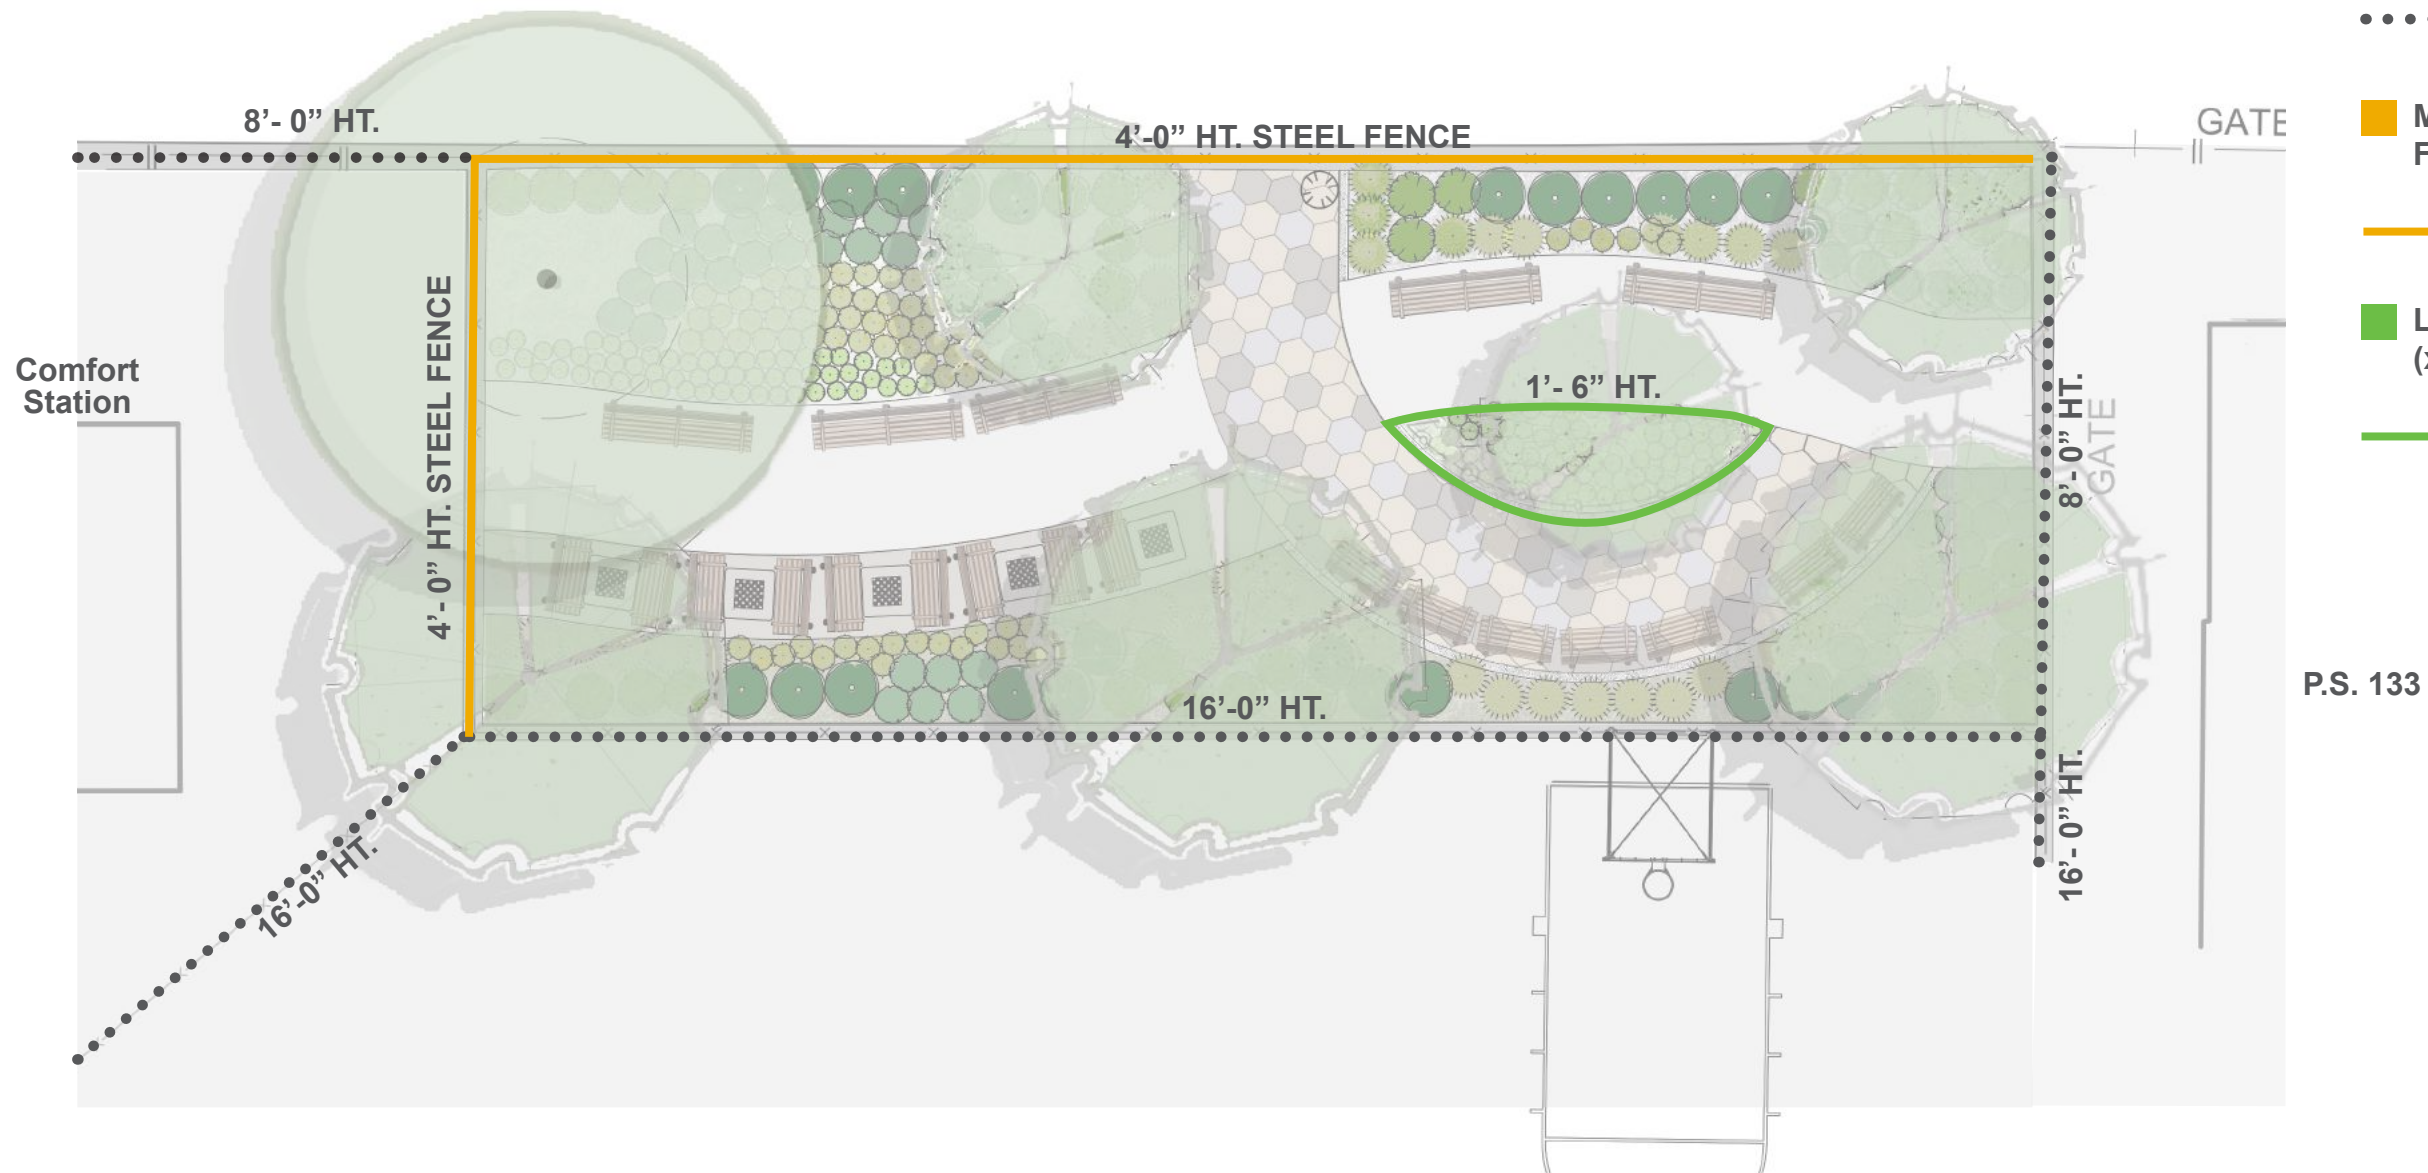 8’- 0” HT.
4’-0” HT. STEEL FENCE
GATE
4’- 0” HT. STEEL FENCE
Comfort
Station
1’- 6” HT.
8’- 0” HT.
GATE
P.S. 133
16’-0” HT.
16’-0” HT.
16’- 0” HT.
M
F
L
(x